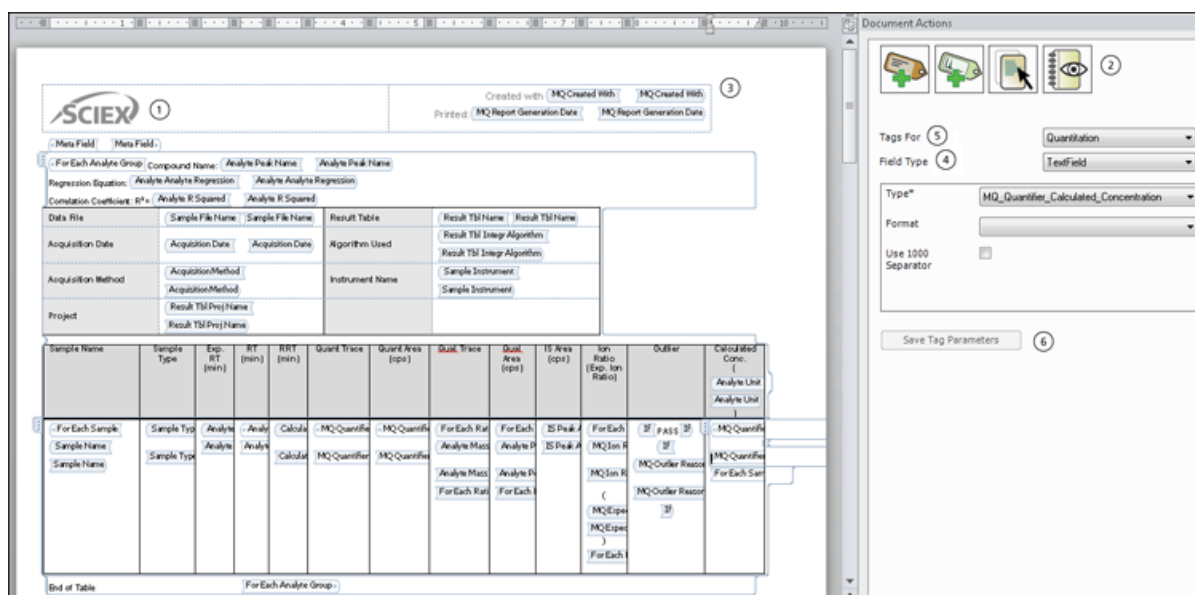 Document Actions
SCIEX
1
Created with MQ Created With MQ Created With
3
Printed: MQ Report Generation Date MQ Report Generation Date
2
Meta Field Meta Field
For Each Analyte Group Compound Name: Analyte Peak Name Analyte Peak Name
Regression Equation: Analyte Analyte Regression Analyte Analyte Regression
Correlation Coefficient: R²= Analyte R Squared Analyte R Squared
Data File Sample File Name Sample File Name Result Table Result Tbl Name Result Tbl Name
Acquisition Date Acquisition Date Acquisition Date Algorithm Used Result Tbl Integr Algorithm
Result Tbl Integr Algorithm
Acquisition Method Acquisition Method Instrument Name Sample Instrument
Acquisition Method Sample Instrument
Project Result Tbl Proj Name
Result Tbl Proj Name
Sample Name Sample Type Exp. RT (min) RT (min) RRT (min) Quant Trace Quant Area (cps) Qual. Trace Qual. Area (cps) IS Area (cps) Ion Ratio (Exp. Ion Ratio) Outlier Calculated Conc. (
Analyte Unit
Analyte Unit
)
For Each Sample Sample Typ Analyte Analy Calcula MQ Quantifie MQ Quantifie For Each Rat For Each IS Peak A For Each IF PASS IF MQ Quantifi
Sample Name Analyte Analyt Analyte Mass Analyte P IS Peak A MQ Ion R IF
Sample Name Sample Type Calculat MQ Quantifier MQ Quantifier MQ Outlier Reason MQ Quantifie
Analyte Mass Analyte P MQ Ion R For Each Sam
For Each Rati For Each ( MQ Outlier Reason
MQ Expe IF
MQ Expec
)
For Each
End of Table For Each Analyte Group
Tags For 5 Quantitation
Field Type 4 TextField
Type* MQ_Quantifier_Calculated_Concentration
Format
Use 1000
Separator
Save Tag Parameters 6